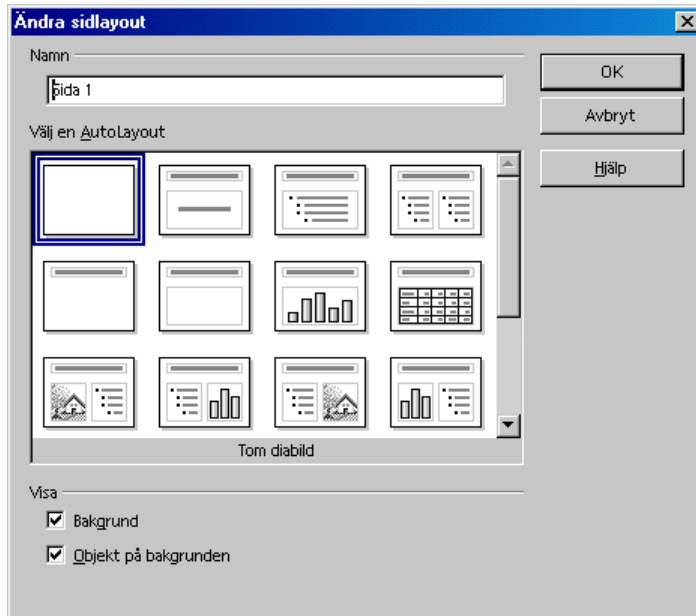 Ändra sidlayout
Namn
Sida 1
OK
Avbryt
Välj en AutoLayout
Hjälp
Tom diabild
Visa
Bakgrund
Objekt på bakgrunden